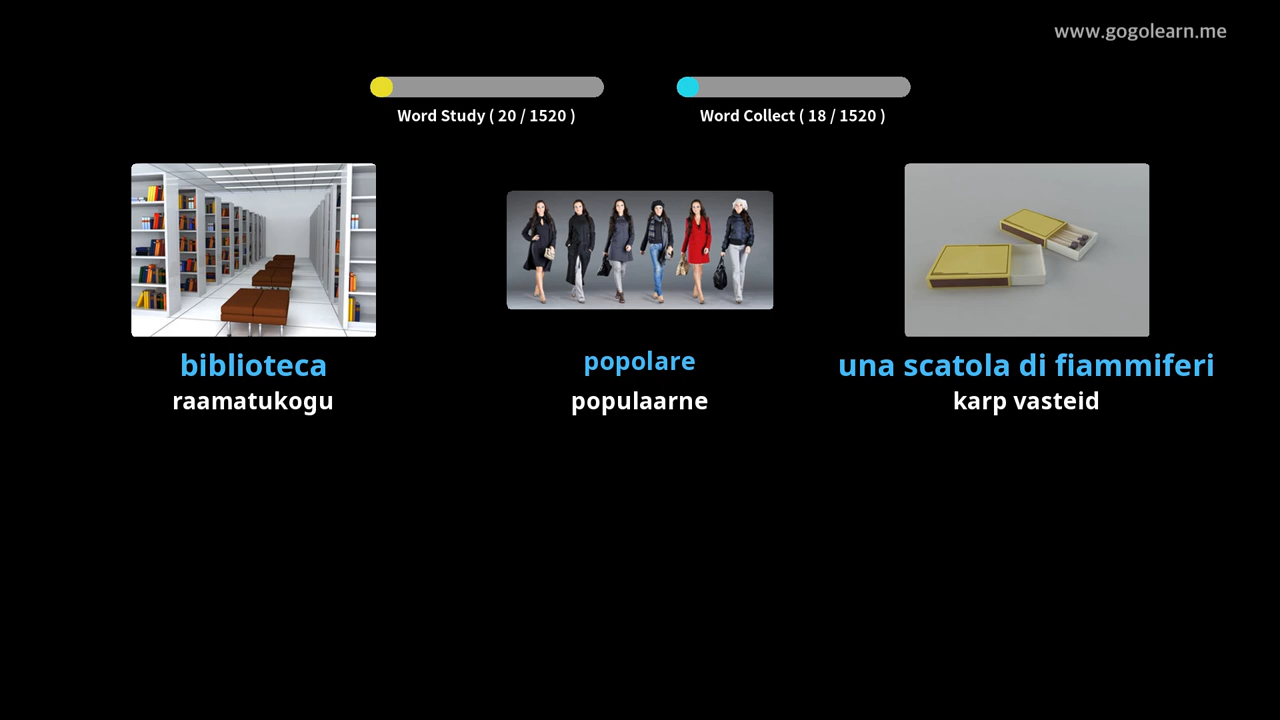 www.gogolearn.me
Word Study ( 20 / 1520 )
Word Collect ( 18 / 1520 )
biblioteca
raamatukogu
popolare
populaarne
una scatola di fiammiferi
karp vasteid